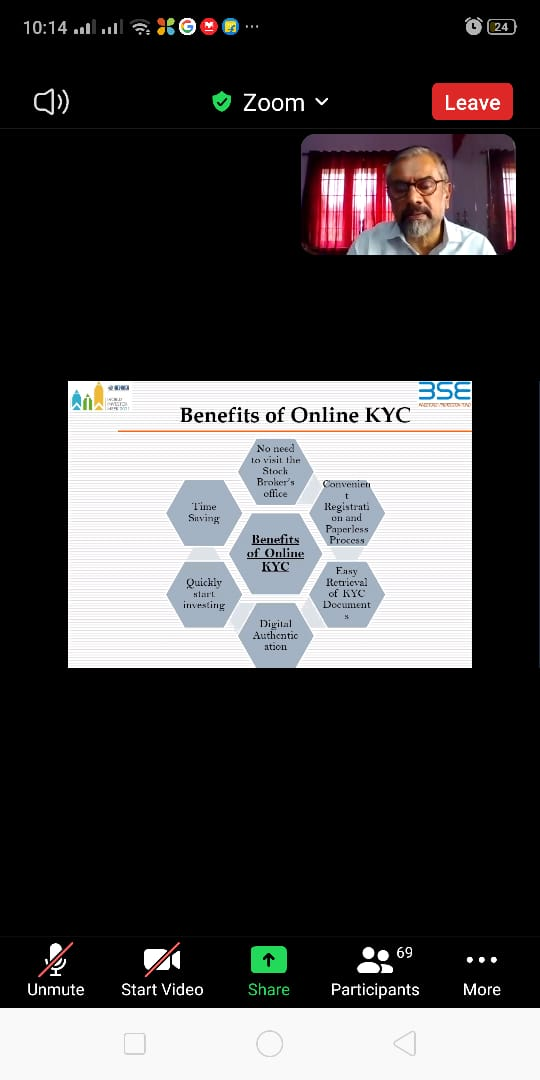 10:14
24
Zoom
Leave
BSE
Benefits of Online KYC
No need
to visit the
Stock
Broker's
office
Convenien
t
Registrati
on and
Paperless
Process
Easy
Retrieval
of KYC
Document
s
Digital
Authentic
ation
Quickly
start
investing
Time
Saving
Benefits
of Online
KYC
69
Unmute
Start Video
Share
Participants
More